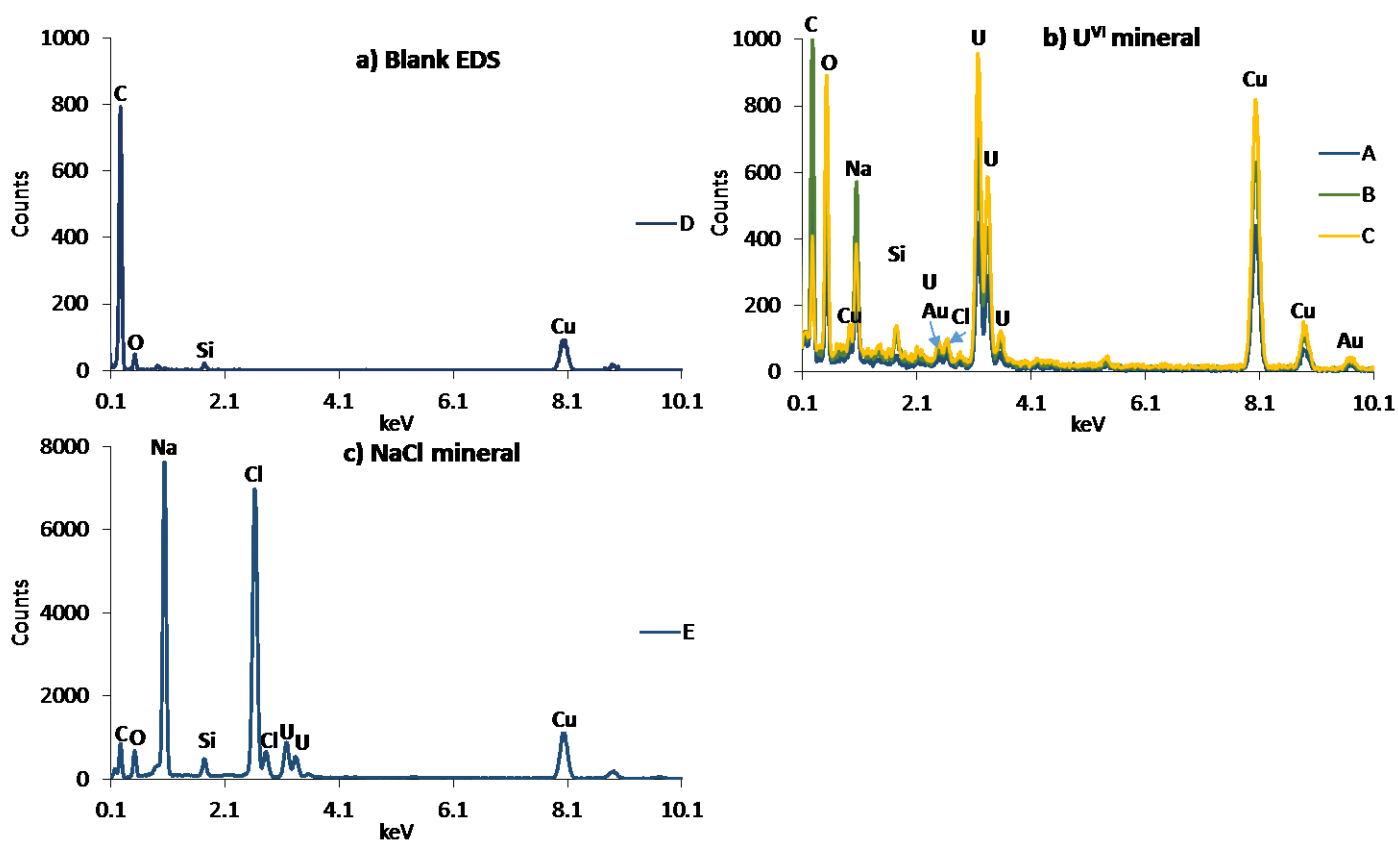 a) Blank EDS
1000
800
600
400
200
0
Counts
C
O
Si
Cu
D
0.1 2.1 4.1 6.1 8.1 10.1
keV
b) Uⱽᴵ mineral
1000
800
600
400
200
0
Counts
C
O
Na
Cu
Si
U
Au
Cl
U
U
U
Cu
Cu
Au
A
B
C
0.1 2.1 4.1 6.1 8.1 10.1
keV
c) NaCl mineral
8000
6000
4000
2000
0
Counts
C
O
Na
Si
Cl
Cl
U
U
Cu
E
0.1 2.1 4.1 6.1 8.1 10.1
keV